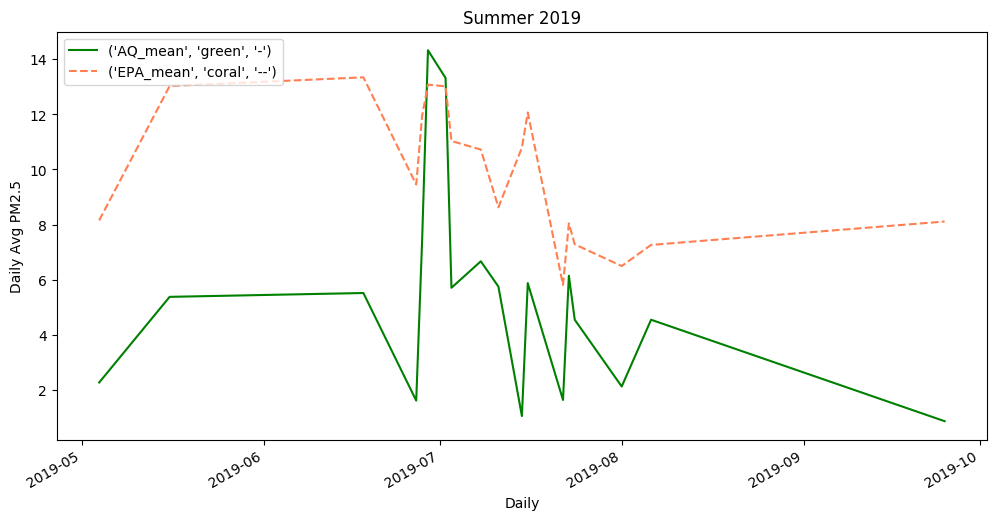 Summer 2019
('AQ_mean', 'green', '-')
('EPA_mean', 'coral', '--')
Daily Avg PM2.5
14
12
10
8
6
4
2
2019-05
2019-06
2019-07
2019-08
2019-09
2019-10
Daily